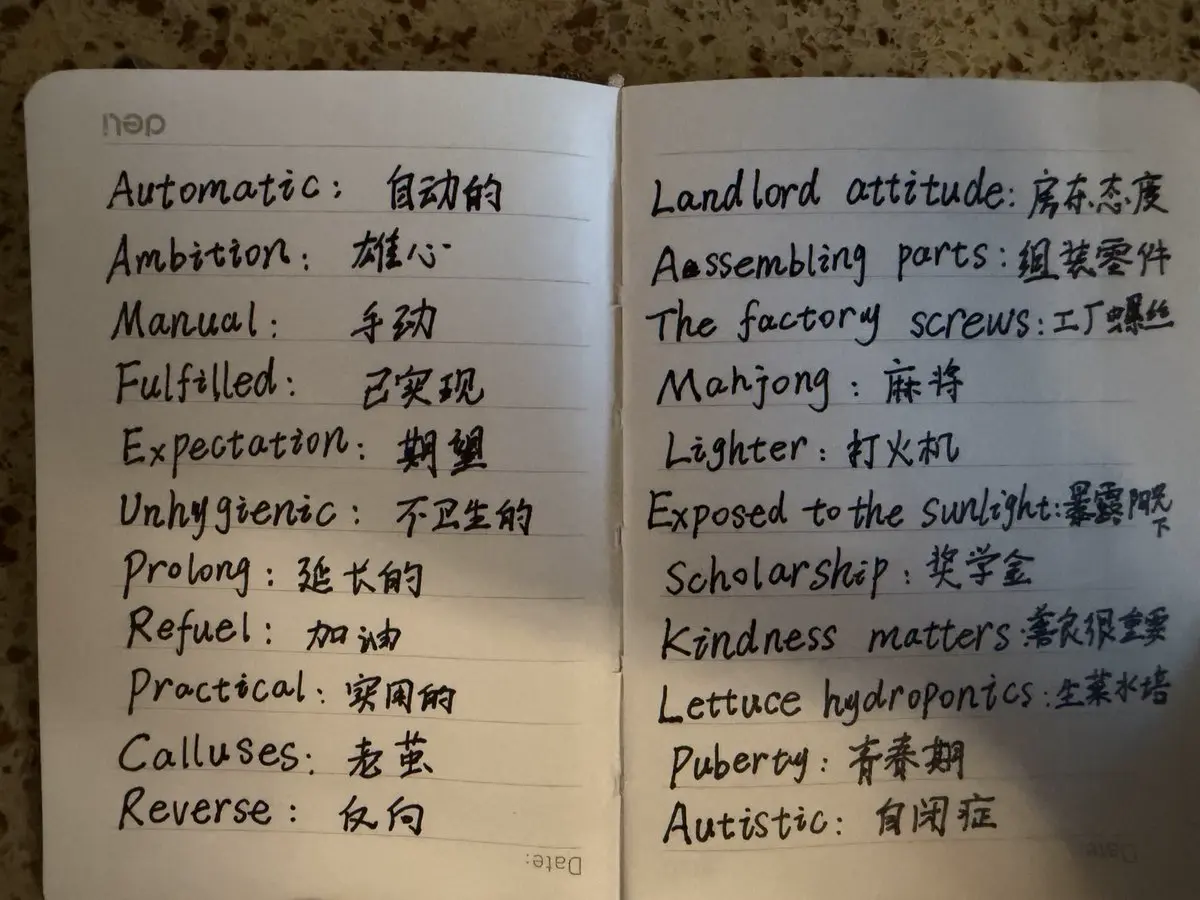 deli
Automatic: 自动的
Ambition: 雄心
Manual: 手动
Fulfilled: 已实现
Expectation: 期望
Unhygienic: 不卫生的
Prolong: 延长的
Refuel: 加油
Practical: 实用的
Calluses: 老茧
Reverse: 反向
Date:
Landlord attitude: 房东态度
Aassembling parts: 组装零件
The factory screws: 工厂螺丝
Mahjong: 麻将
Lighter: 打火机
Exposed to the sunlight: 暴露阳光下
Scholarship: 奖学金
Kindness matters: 善良很重要
Lettuce hydroponics: 生菜水培
Puberty: 青春期
Autistic: 自闭症
Date: